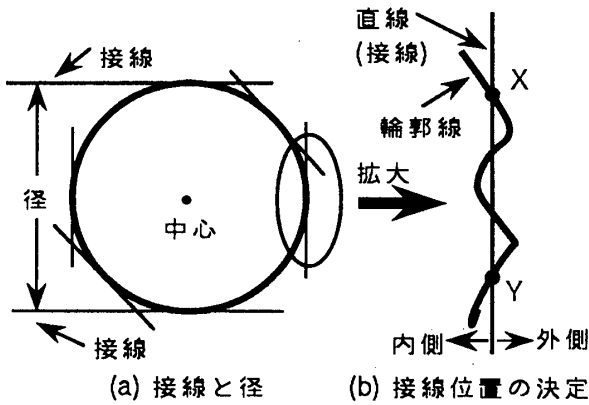 接線
径
中心
接線
(a) 接線と径
直線
(接線)
X
輪郭線
拡大
Y
内側
外側
(b) 接線位置の決定